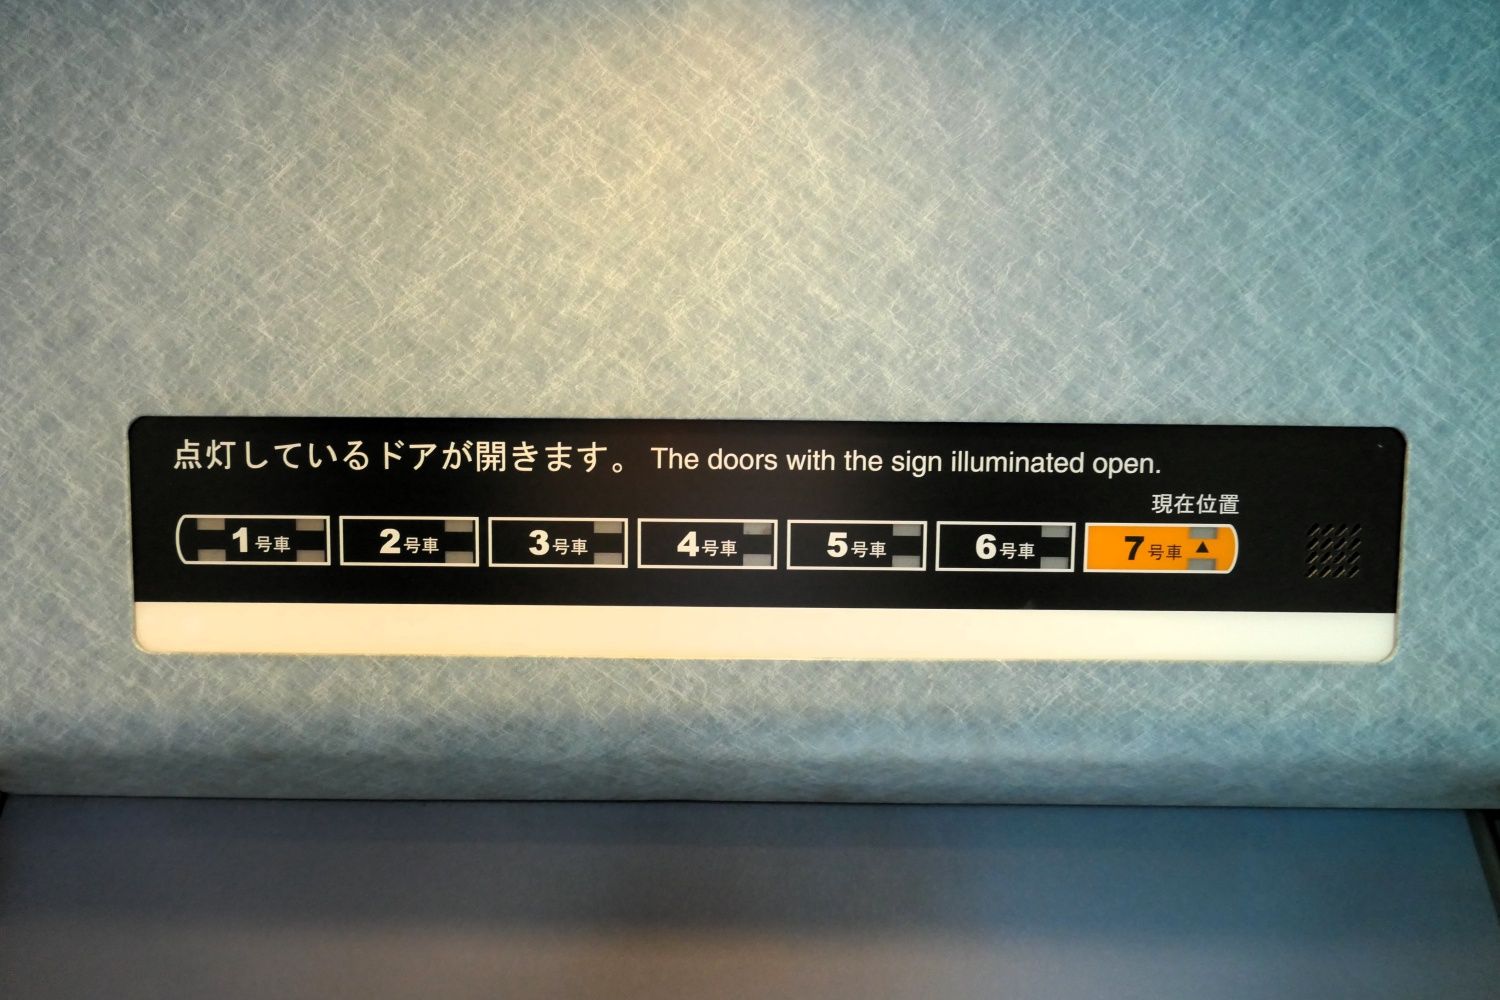 点灯しているドアが開きます。 The doors with the sign illuminated open.
現在位置
1号車 2号車 3号車 4号車 5号車 6号車 7号車 ▲